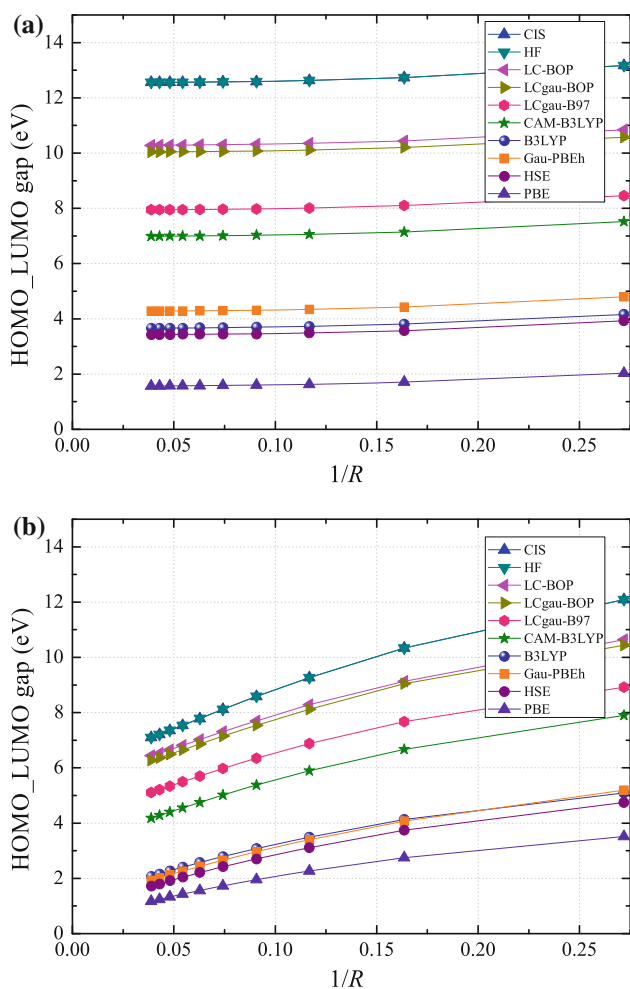 (a)
14
12
10
8
6
4
2
0
HOMO_LUMO gap (eV)
CIS
HF
LC-BOP
LCgau-BOP
LCgau-B97
CAM-B3LYP
B3LYP
Gau-PBEh
HSE
PBE
0.00 0.05 0.10 0.15 0.20 0.25
1/R
(b)
14
12
10
8
6
4
2
0
HOMO_LUMO gap (eV)
CIS
HF
LC-BOP
LCgau-BOP
LCgau-B97
CAM-B3LYP
B3LYP
Gau-PBEh
HSE
PBE
0.00 0.05 0.10 0.15 0.20 0.25
1/R